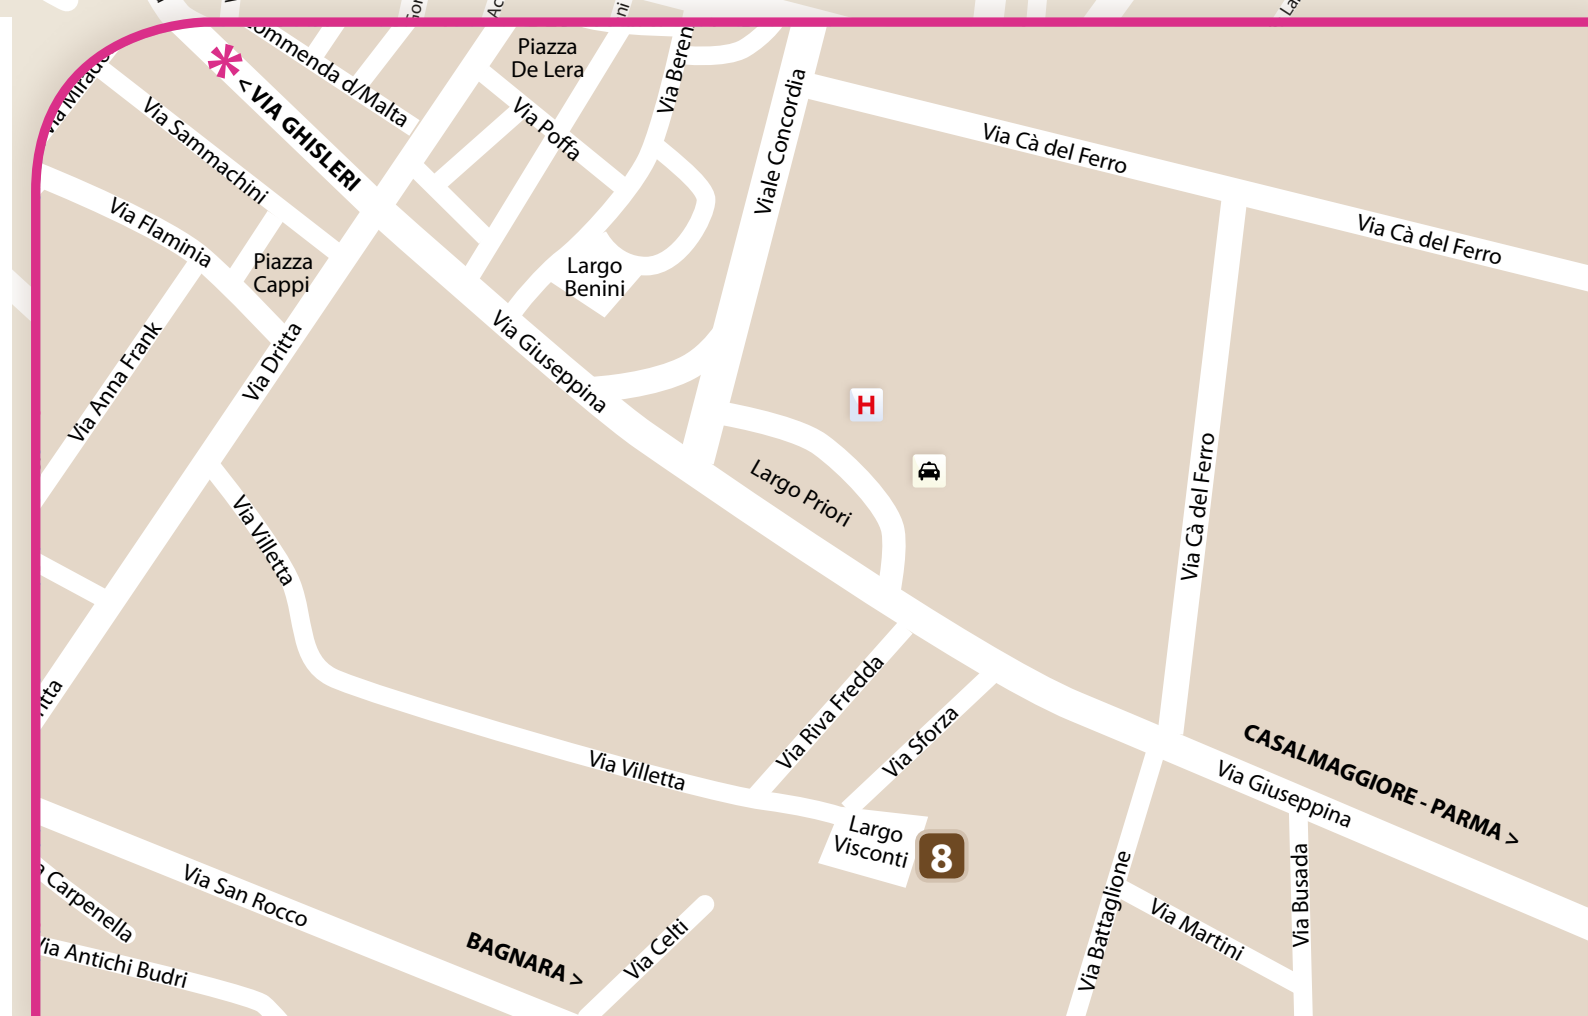 Piazza
De Lera
Via Beren
ommenda d/Malta
< VIA GHISLERI
Via Sammachini
Via Poffa
Viale Concordia
Via Cà del Ferro
Via Cà del Ferro
Via Flaminia
Piazza
Cappi
Largo
Benini
Via Anna Frank
Via Dritta
Via Giuseppina
H
Largo Priori
Via Cà del Ferro
Via Villetta
Via Riva Fredda
Via Sforza
Via Villetta
CASALMAGGIORE - PARMA >
Via Giuseppina
Largo
Visconti
8
Via San Rocco
Carpenella
Via Antichi Budri
BAGNARA >
Via Celti
Via Battaglione
Via Martini
Via Busada